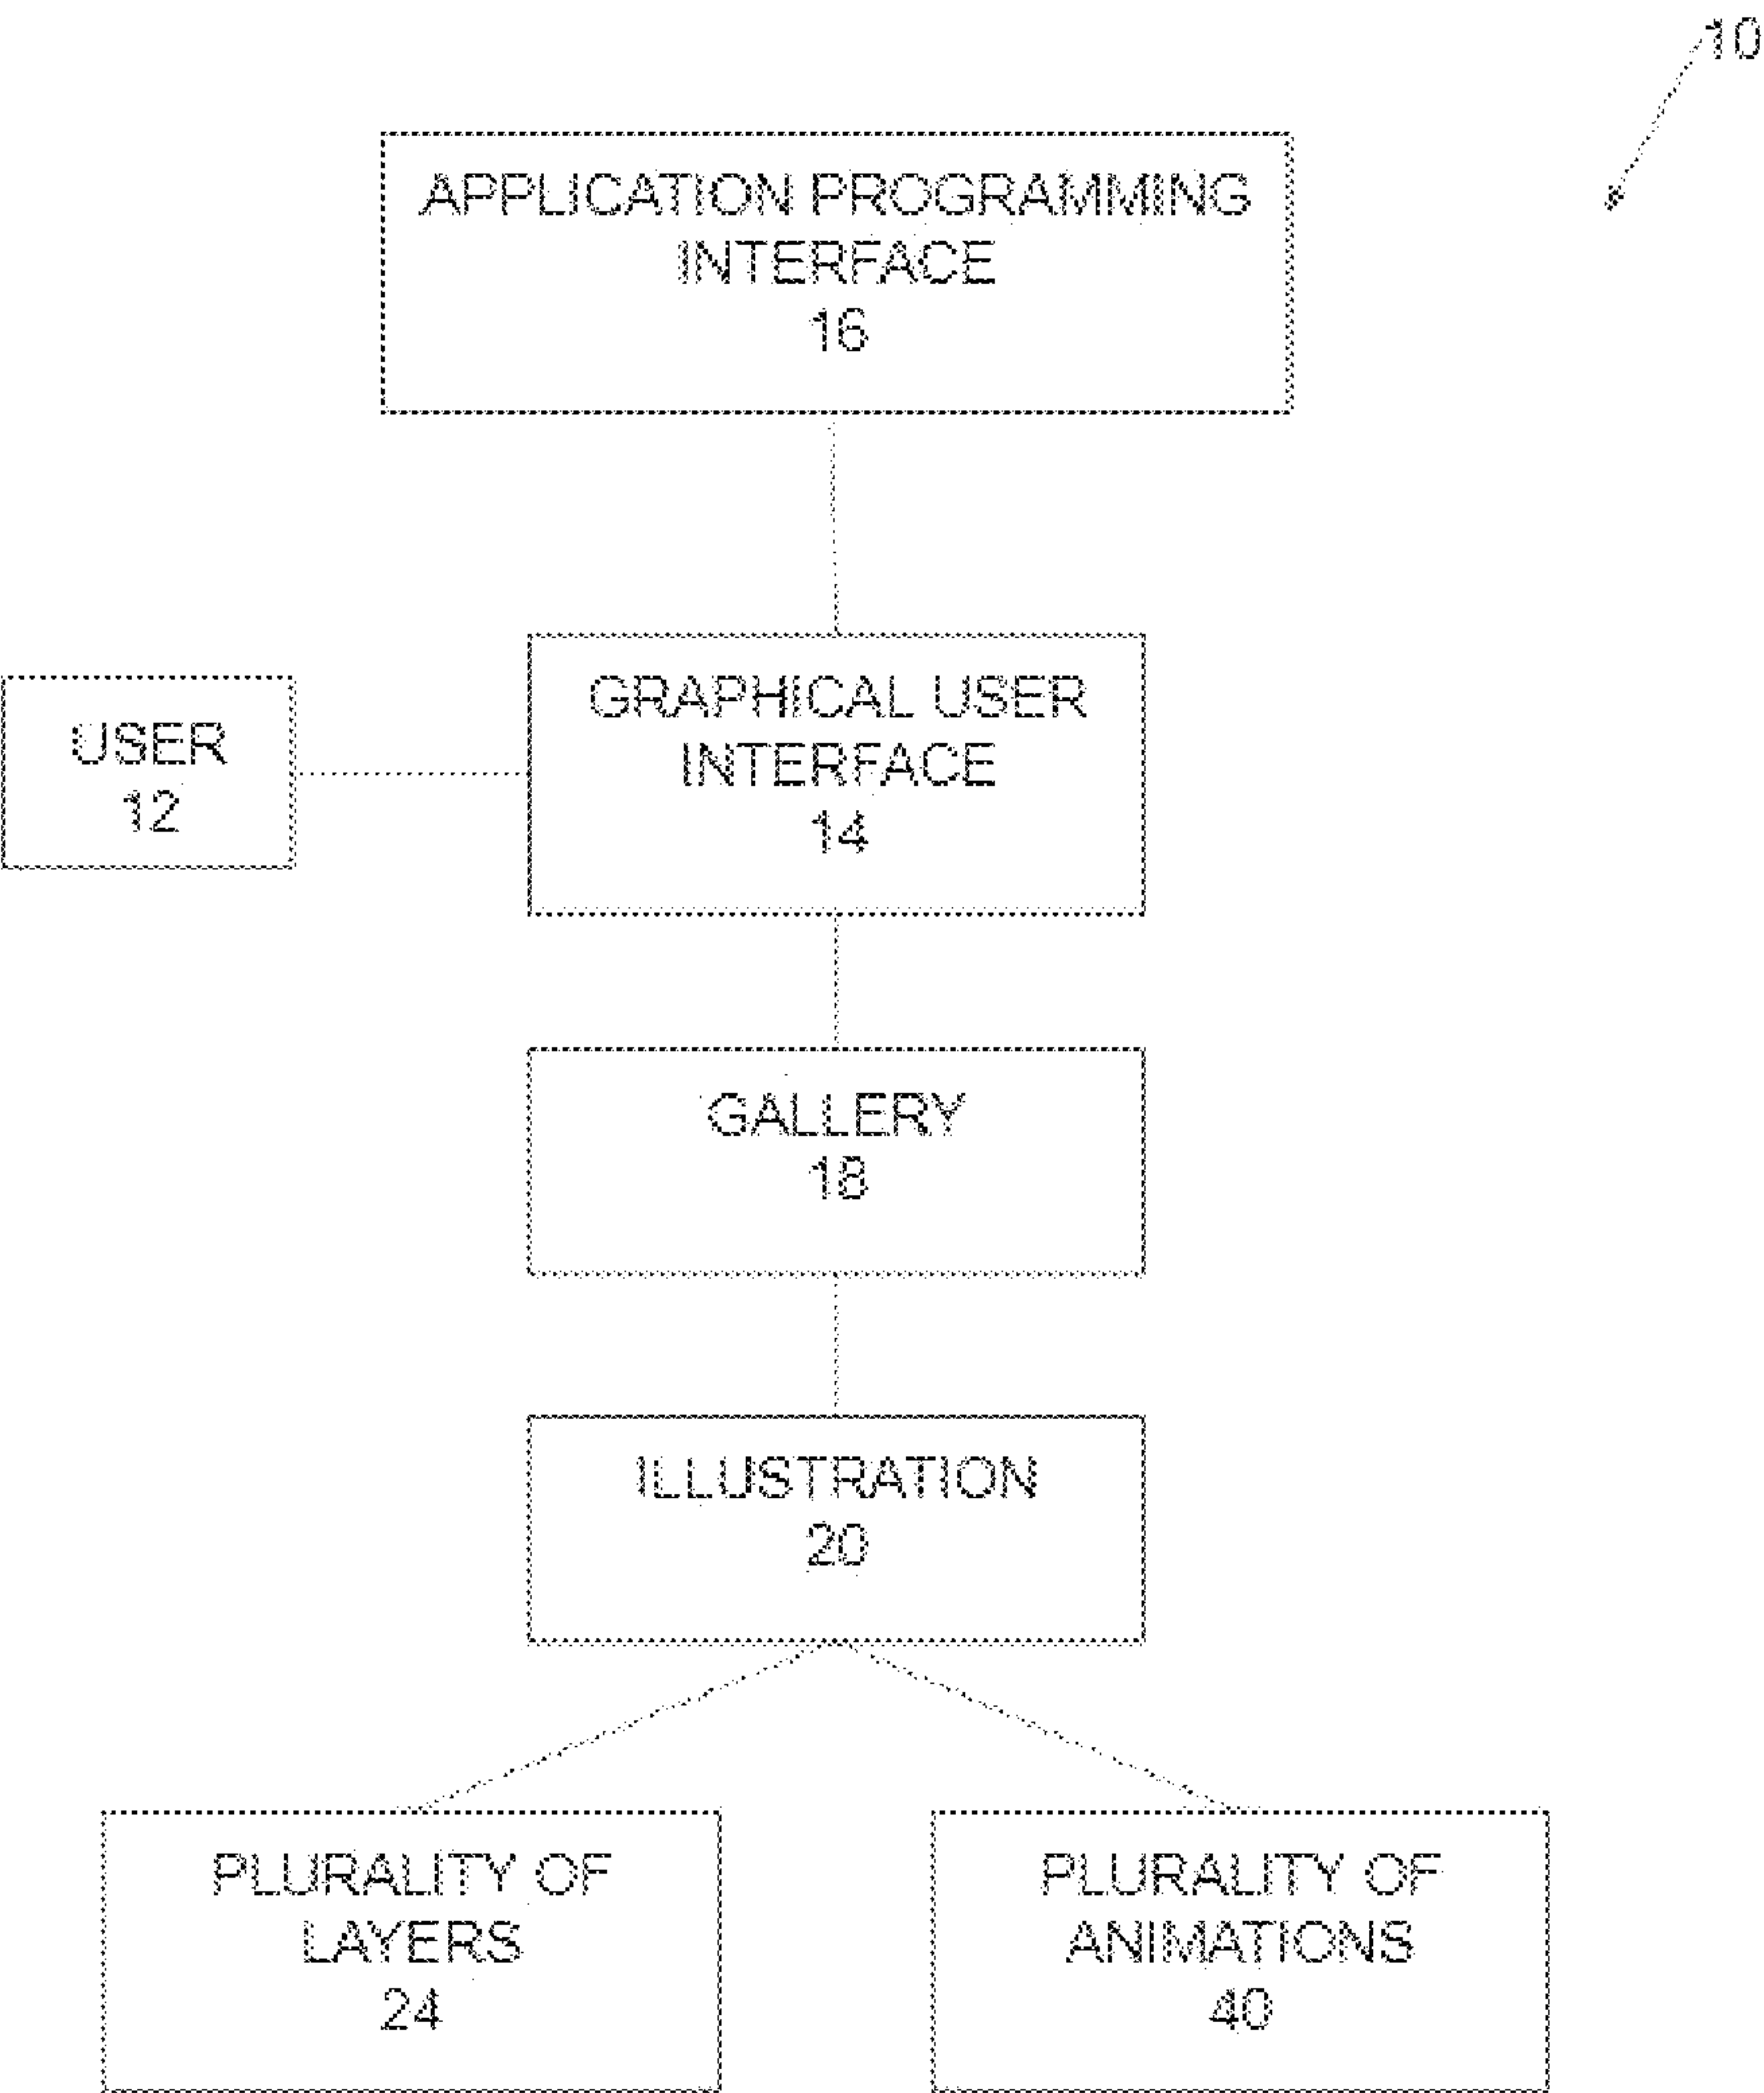 10
APPLICATION PROGRAMMING
INTERFACE
16
USER
12
GRAPHICAL USER
INTERFACE
14
GALLERY
18
ILLUSTRATION
20
PLURALITY OF
LAYERS
24
PLURALITY OF
ANIMATIONS
40